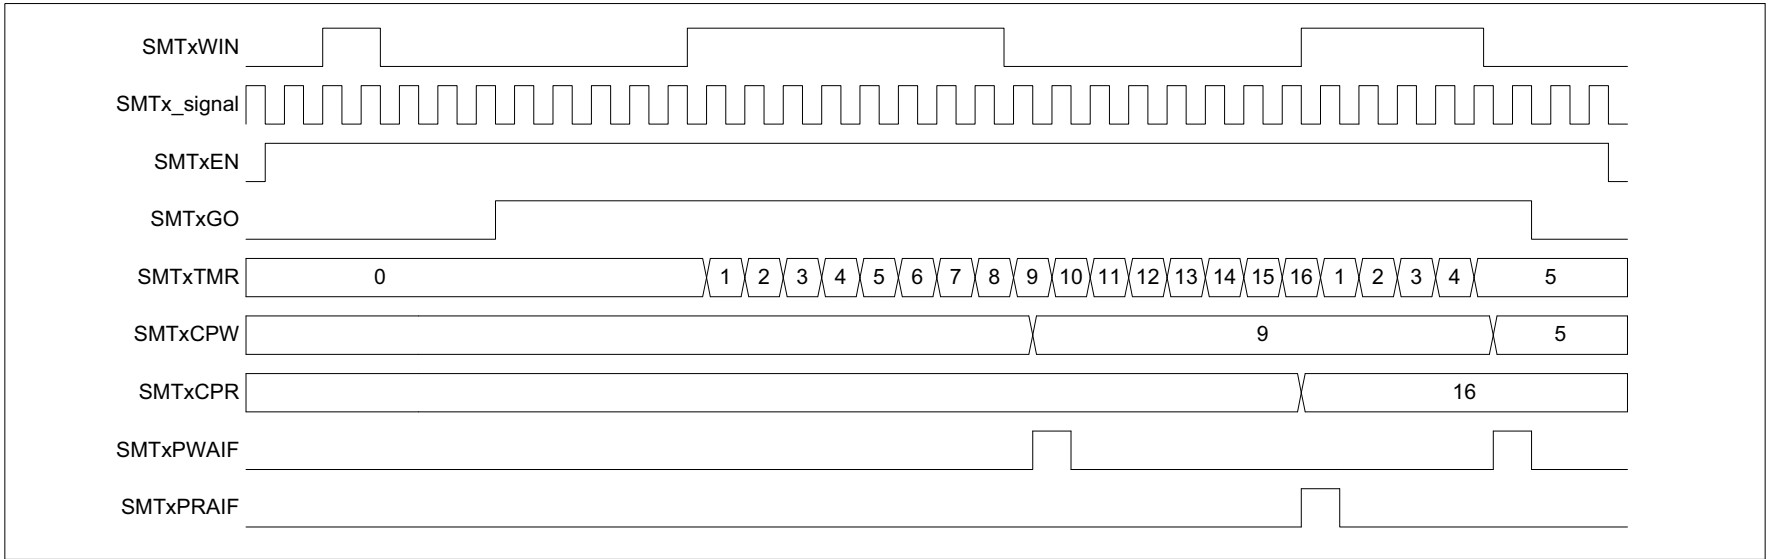 SMTxWIN
SMTx_signal
SMTxEN
SMTxGO
SMTxTMR 0 1 2 3 4 5 6 7 8 9 10 11 12 13 14 15 16 1 2 3 4 5
SMTxCPW 9 5
SMTxCPR 16
SMTxPWAIF
SMTxPRAIF